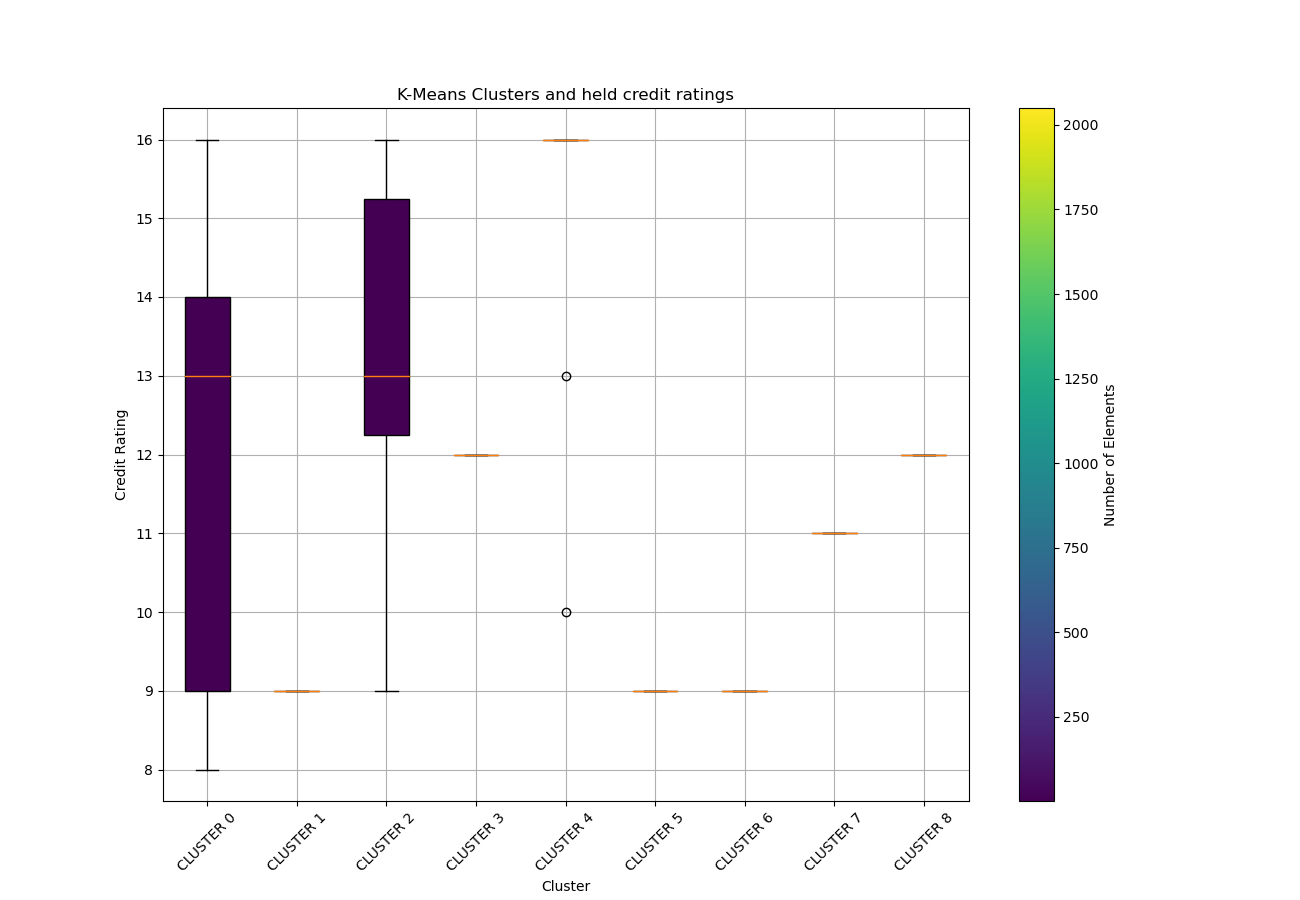 K-Means Clusters and held credit ratings
16
15
14
13
12
11
10
9
8
Credit Rating
CLUSTER 0
CLUSTER 1
CLUSTER 2
CLUSTER 3
CLUSTER 4
CLUSTER 5
CLUSTER 6
CLUSTER 7
CLUSTER 8
Cluster
2000
1750
1500
1250
1000
750
500
250
Number of Elements